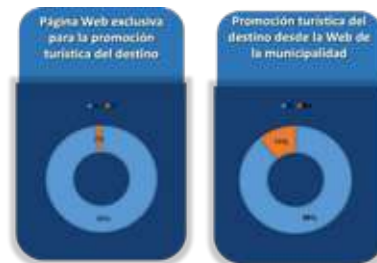 Página Web exclusiva
para la promoción
turística del destino
Promoción turística del
destino desde la Web de
la municipalidad